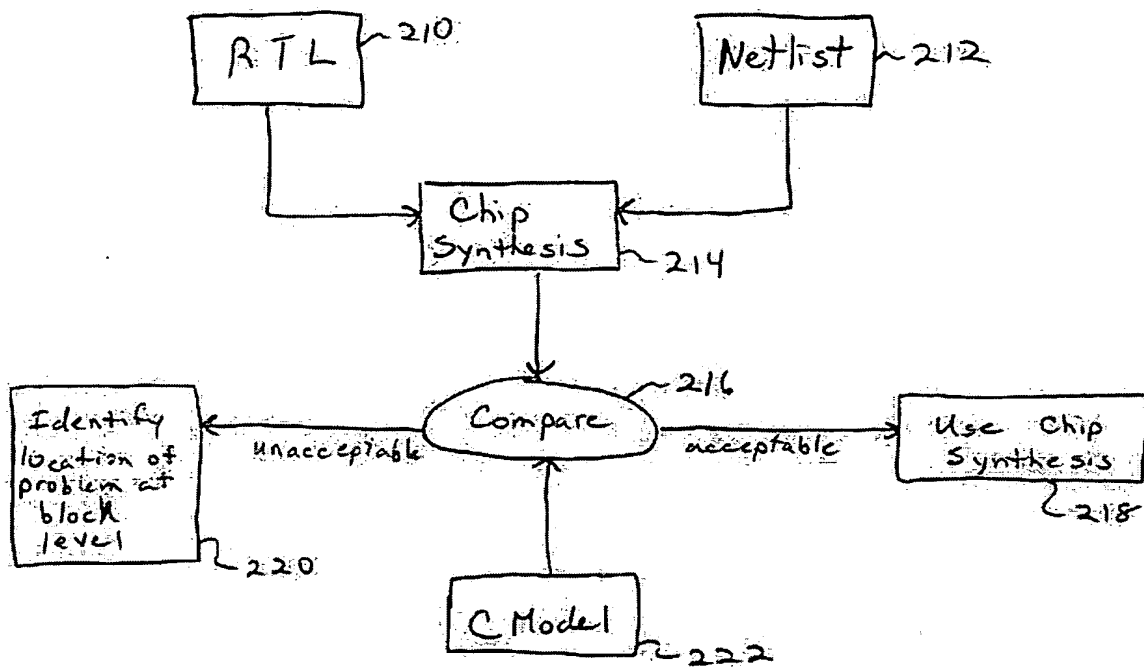 RTL
210
Netlist
212
Chip
Synthesis
214
216
Compare
Identify
location of
problem at
block
level
220
unacceptable
acceptable
Use Chip
Synthesis
218
C Model
222